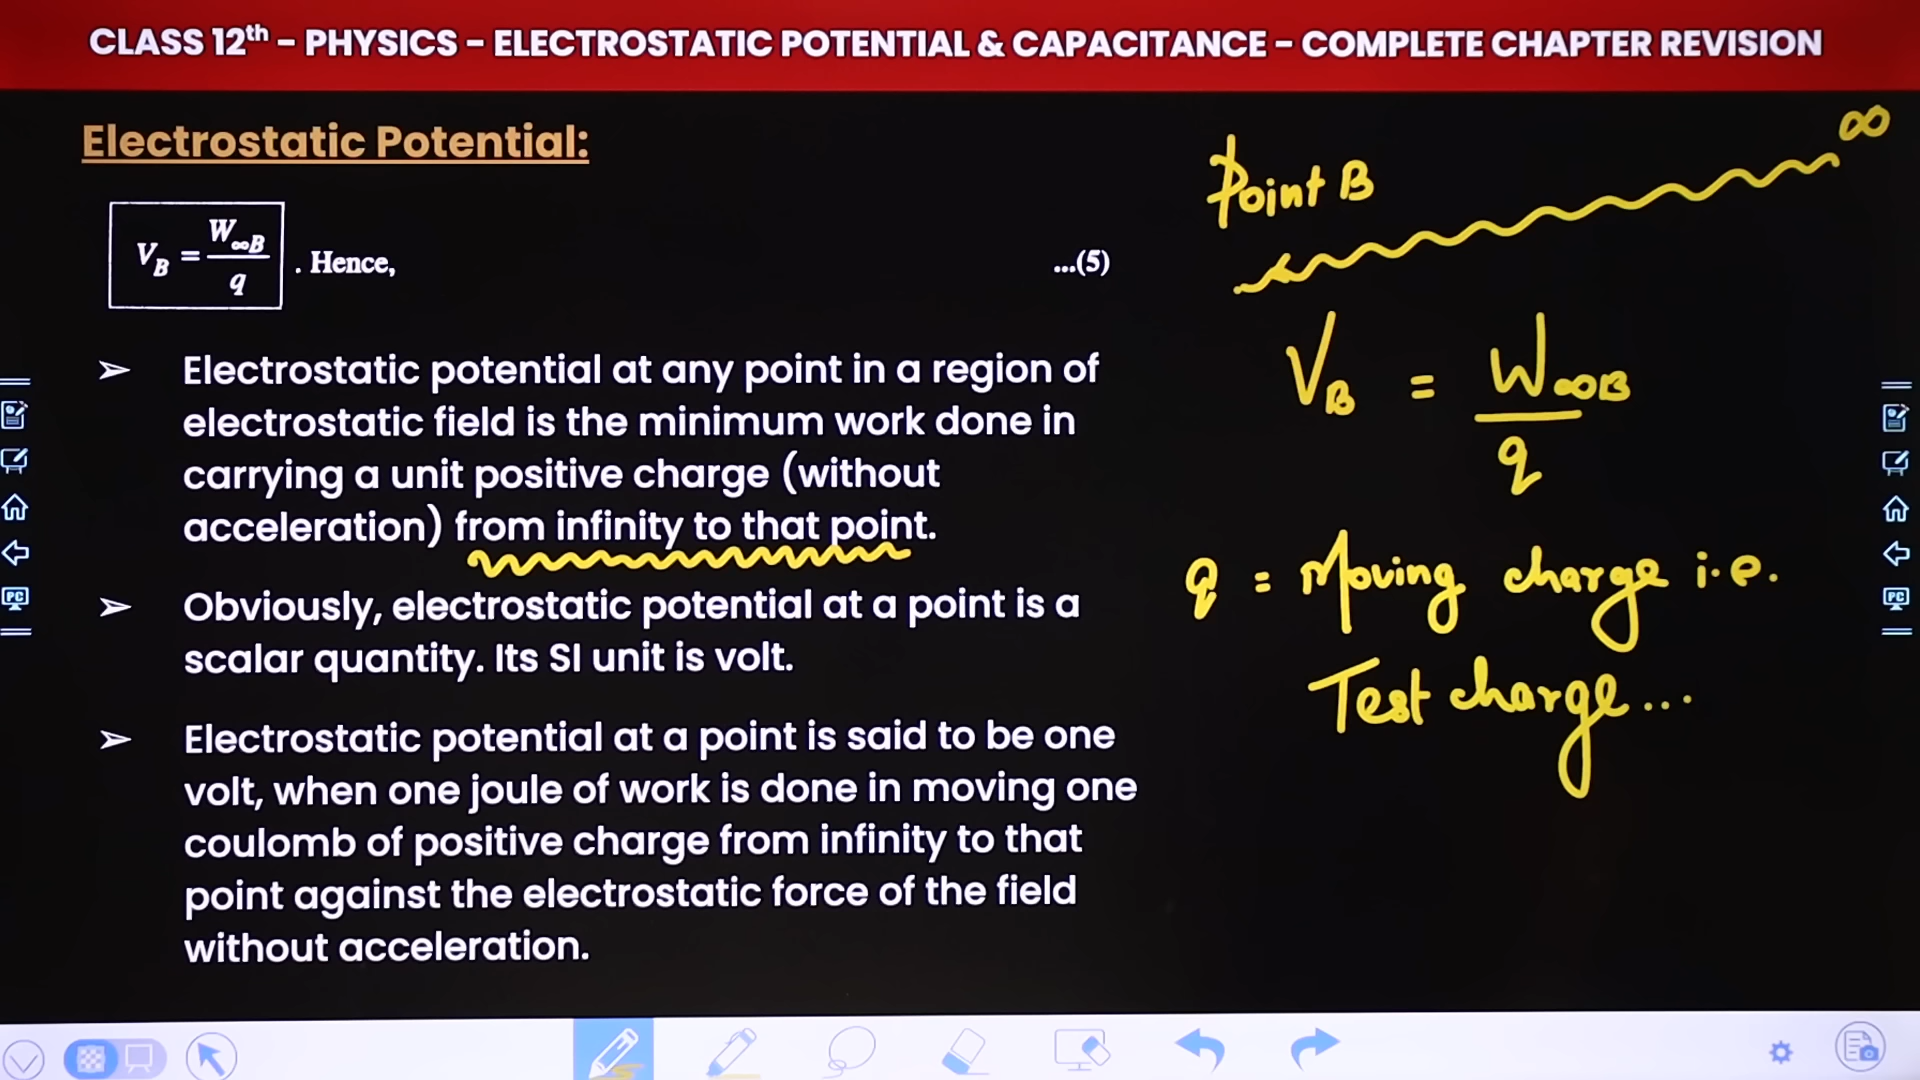 CLASS 12th - PHYSICS - ELECTROSTATIC POTENTIAL & CAPACITANCE - COMPLETE CHAPTER REVISION
Electrostatic Potential:
V_B = W_∞B / q . Hence, ...(5)
➢ Electrostatic potential at any point in a region of
electrostatic field is the minimum work done in
carrying a unit positive charge (without
acceleration) from infinity to that point.
➢ Obviously, electrostatic potential at a point is a
scalar quantity. Its SI unit is volt.
➢ Electrostatic potential at a point is said to be one
volt, when one joule of work is done in moving one
coulomb of positive charge from infinity to that
point against the electrostatic force of the field
without acceleration.
∞
Point B
V_B = W_∞B / q
q = Moving charge i.e.
Test charge...
PC
PC